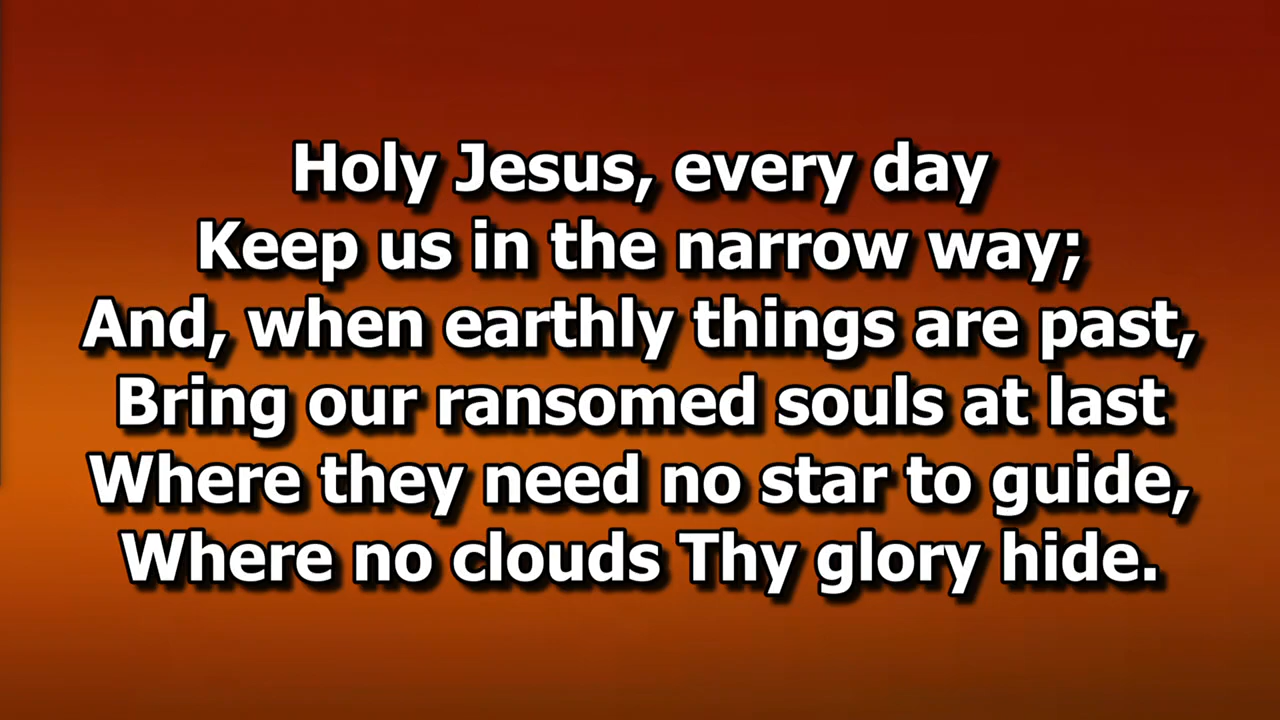 Holy Jesus, every day
Keep us in the narrow way;
And, when earthly things are past,
Bring our ransomed souls at last
Where they need no star to guide,
Where no clouds Thy glory hide.